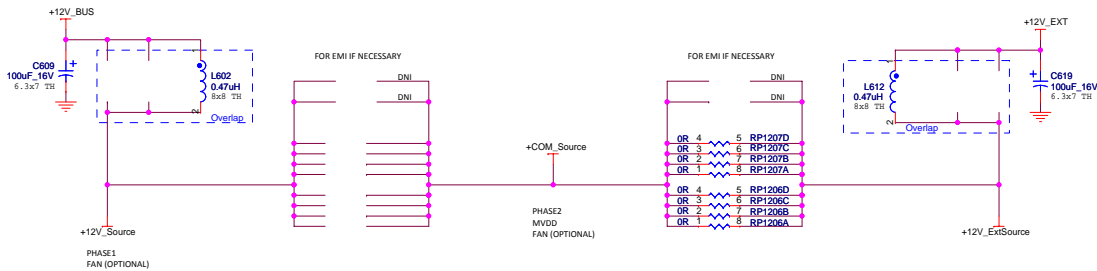 +12V_BUS
+12V_EXT
C609
100uF_16V
6.3x7 TH
1
L602
0.47uH
8x8 TH
2
Overlap
FOR EMI IF NECESSARY
DNI
DNI
FOR EMI IF NECESSARY
DNI
DNI
1
L612
0.47uH
8x8 TH
2
Overlap
C619
100uF_16V
6.3x7 TH
+COM_Source
0R 4 5 RP1207D
0R 3 6 RP1207C
0R 2 7 RP1207B
0R 1 8 RP1207A
0R 4 5 RP1206D
0R 3 6 RP1206C
0R 2 7 RP1206B
0R 1 8 RP1206A
+12V_Source
PHASE1
FAN (OPTIONAL)
PHASE2
MVDD
FAN (OPTIONAL)
+12V_ExtSource